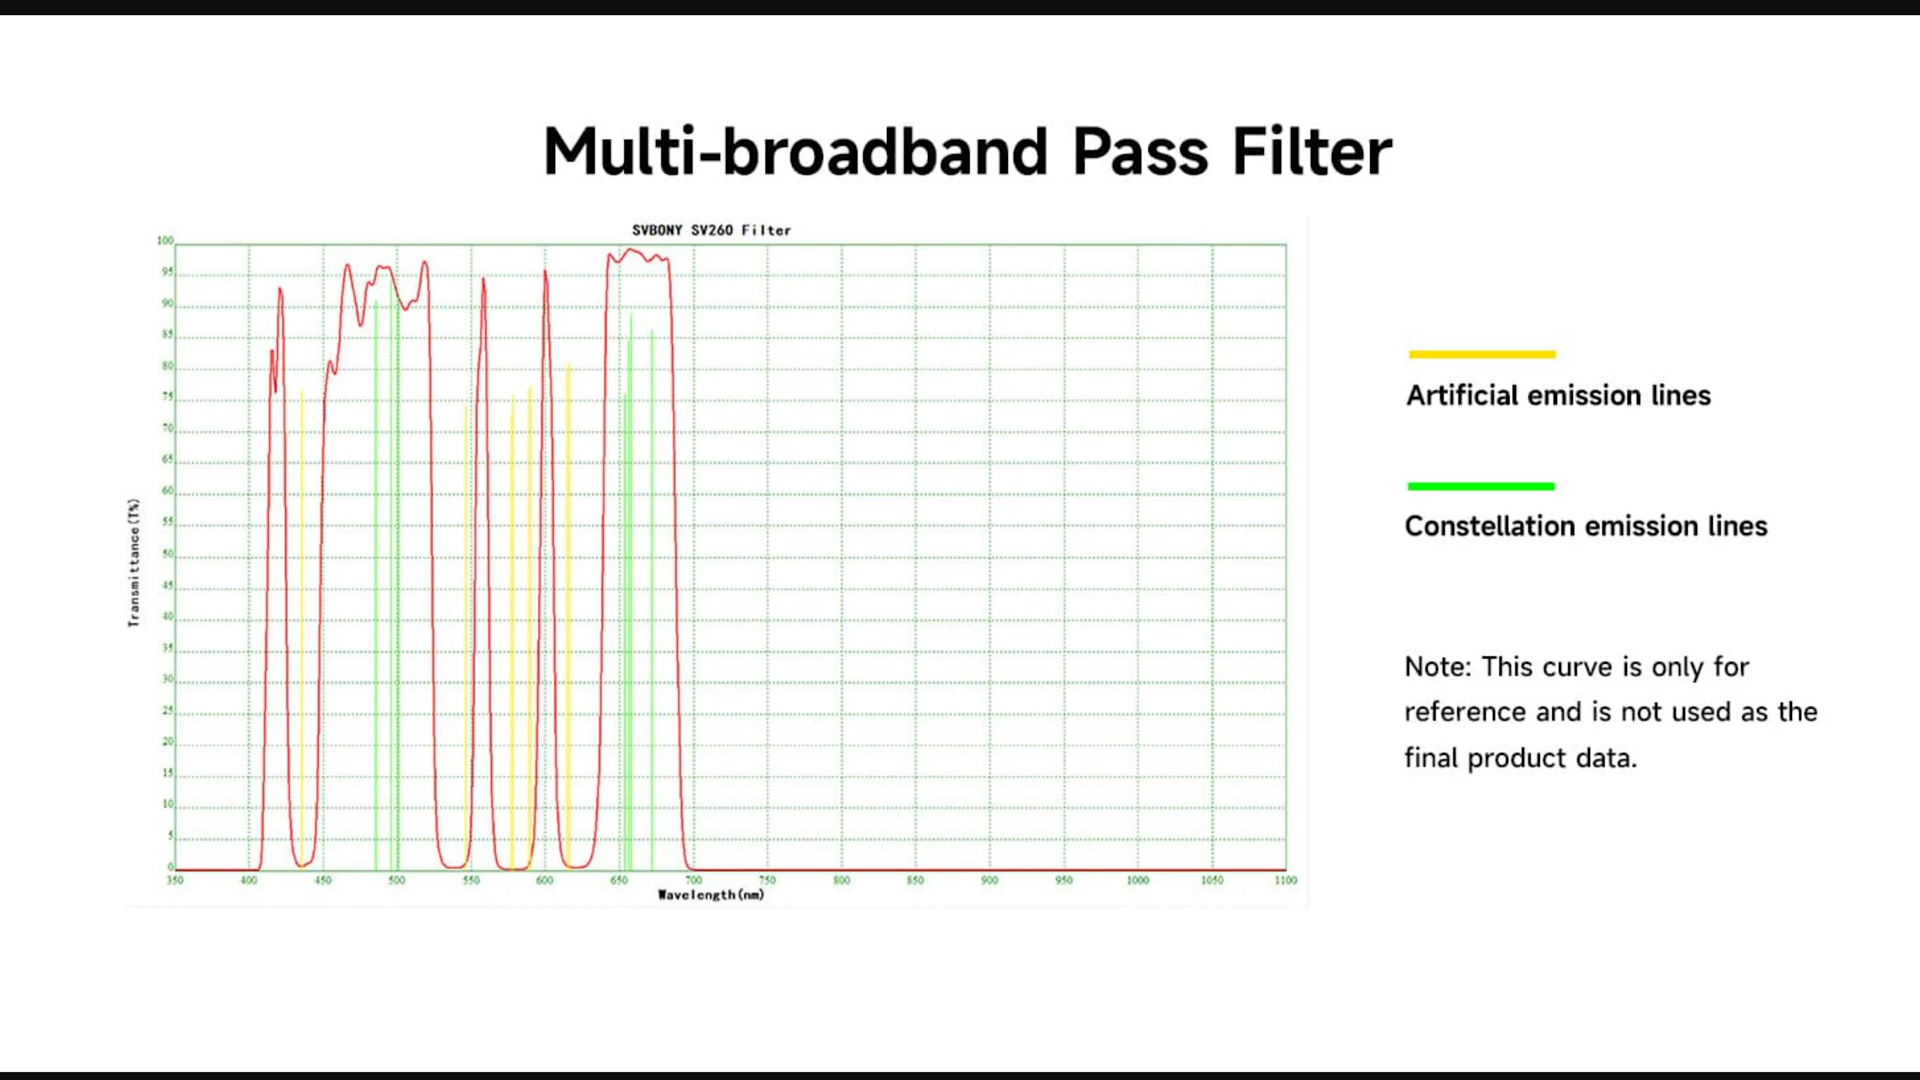 Multi-broadband Pass Filter
SVBONY SV260 Filter
100
95
90
85
80
75
70
65
60
55
50
45
40
35
30
25
20
15
10
5
0
Transmittance(T%)
350 400 450 500 550 600 650 700 750 800 850 900 950 1000 1050 1100
Wavelength(nm)
Artificial emission lines
Constellation emission lines
Note: This curve is only for
reference and is not used as the
final product data.